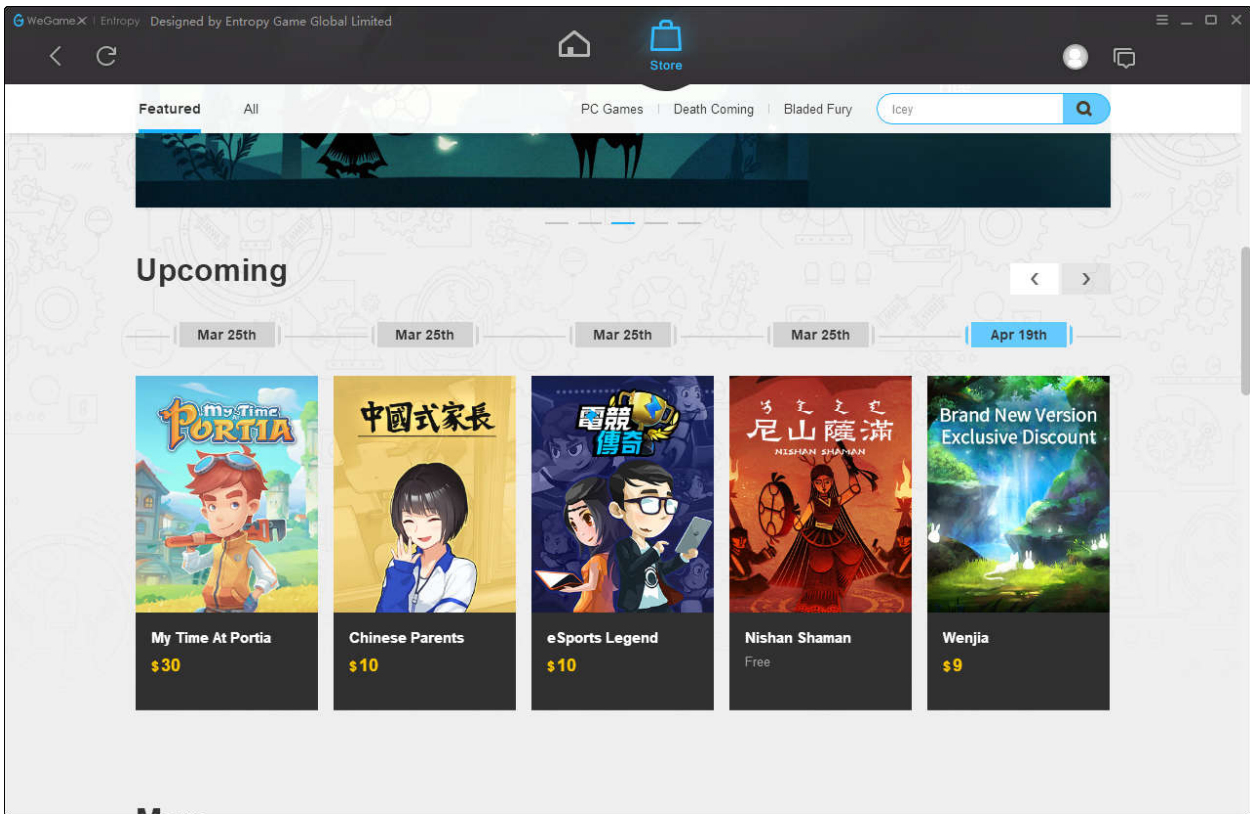 WeGameX | Entropy Designed by Entropy Game Global Limited
Store
Featured
All
PC Games
Death Coming
Bladed Fury
Icey
Upcoming
Mar 25th
Mar 25th
Mar 25th
Mar 25th
Apr 19th
My Time
PORTIA
中國式家長
電競
傳奇
尼山薩滿
NISHAN SHAMAN
Brand New Version
Exclusive Discount
My Time At Portia
$30
Chinese Parents
$10
eSports Legend
$10
Nishan Shaman
Free
Wenjia
$9